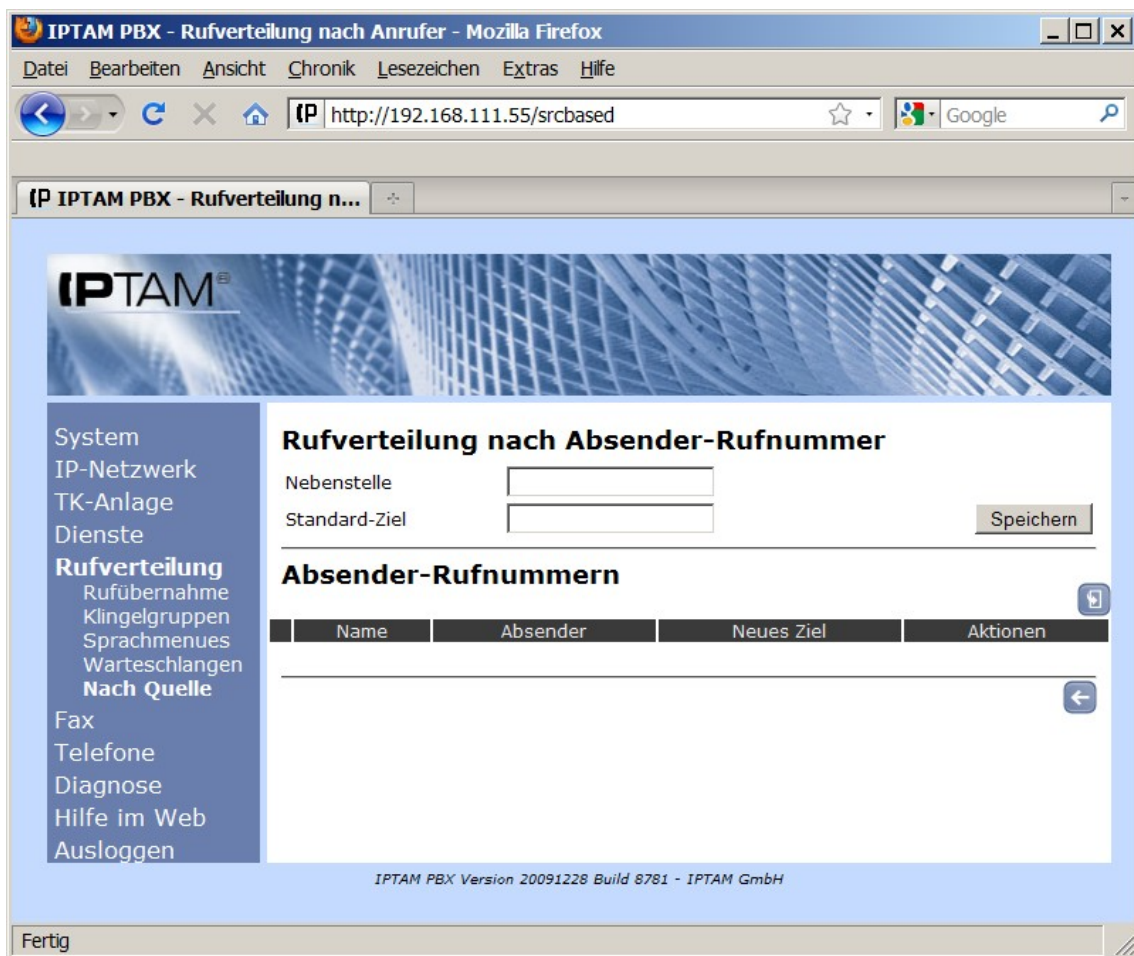 IPTAM PBX - Rufverteilung nach Anrufer - Mozilla Firefox
Datei Bearbeiten Ansicht Chronik Lesezeichen Extras Hilfe
(P http://192.168.111.55/srcbased Google
(P IPTAM PBX - Rufverteilung n...
IPTAM®
System
IP-Netzwerk
TK-Anlage
Dienste
Rufverteilung
Rufübernahme
Klingelgruppen
Sprachmenues
Warteschlangen
Nach Quelle
Fax
Telefone
Diagnose
Hilfe im Web
Ausloggen
Rufverteilung nach Absender-Rufnummer
Nebenstelle
Standard-Ziel Speichern
Absender-Rufnummern
Name Absender Neues Ziel Aktionen
IPTAM PBX Version 20091228 Build 8781 - IPTAM GmbH
Fertig